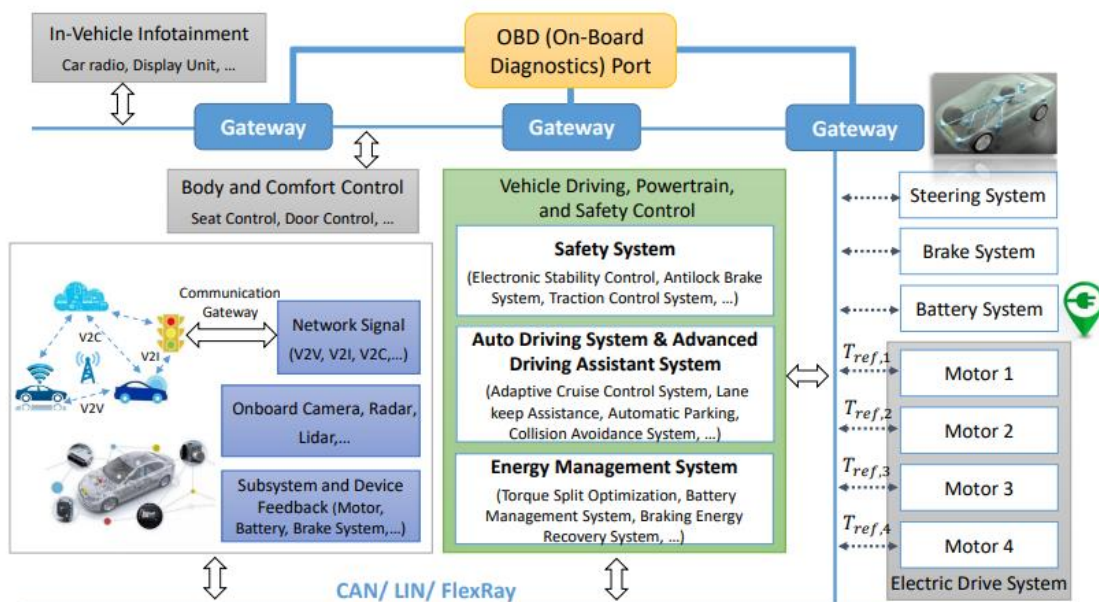 In-Vehicle Infotainment
Car radio, Display Unit, …
OBD (On-Board
Diagnostics) Port
Gateway
Gateway
Gateway
Body and Comfort Control
Seat Control, Door Control, …
Vehicle Driving, Powertrain,
and Safety Control
Safety System
(Electronic Stability Control, Antilock Brake
System, Traction Control System, …)
Auto Driving System & Advanced
Driving Assistant System
(Adaptive Cruise Control System, Lane
keep Assistance, Automatic Parking,
Collision Avoidance System, …)
Energy Management System
(Torque Split Optimization, Battery
Management System, Braking Energy
Recovery System, …)
Communication
Gateway
V2C
V2I
V2V
Network Signal
(V2V, V2I, V2C,…)
Onboard Camera, Radar,
Lidar,…
Subsystem and Device
Feedback (Motor,
Battery, Brake System,…)
CAN/ LIN/ FlexRay
Steering System
Brake System
Battery System
T_ref,1
Motor 1
T_ref,2
Motor 2
T_ref,3
Motor 3
T_ref,4
Motor 4
Electric Drive System